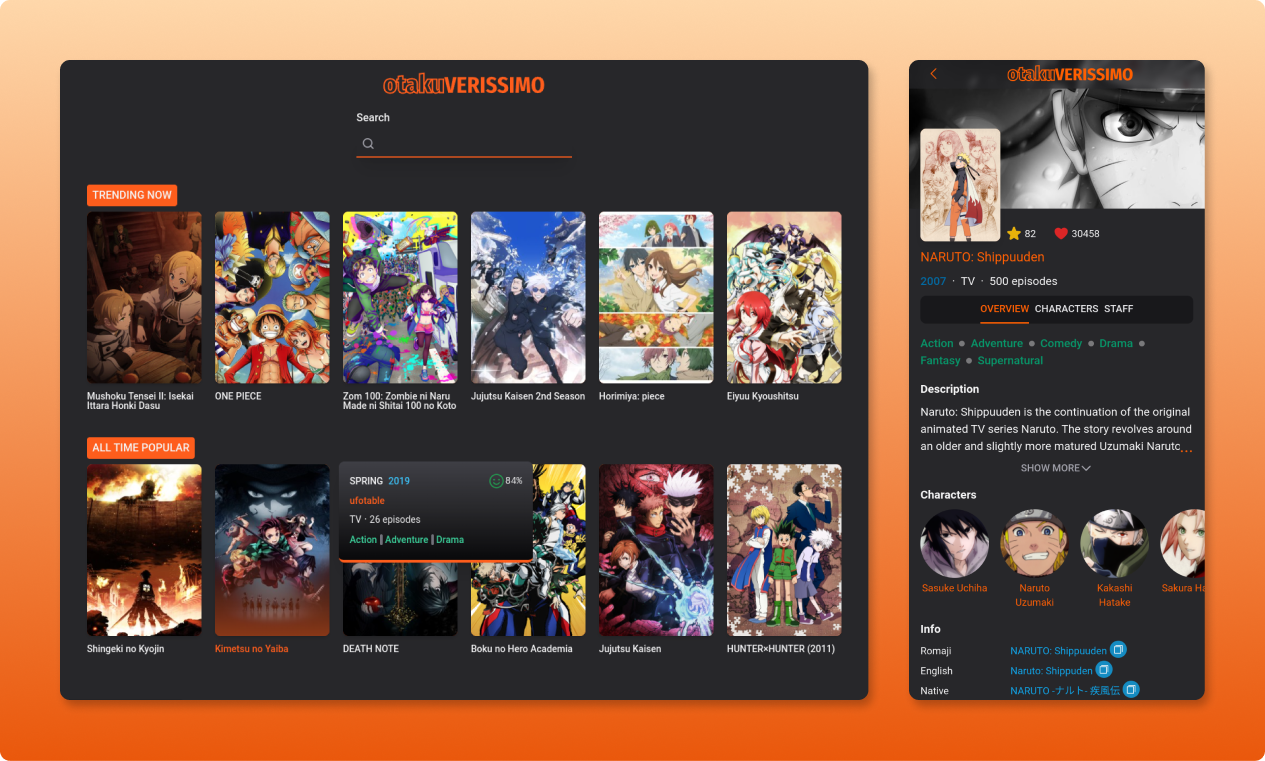 otakuVERISSIMO
Search
TRENDING NOW
Mushoku Tensei II: Isekai
Ittara Honki Dasu
ONE PIECE
Zom 100: Zombie ni Naru
Made ni Shitai 100 no Koto
Jujutsu Kaisen 2nd Season
Horimiya: piece
Eiyuu Kyoushitsu
ALL TIME POPULAR
SPRING 2019
84%
ufotable
TV · 26 episodes
Action | Adventure | Drama
Shingeki no Kyojin
Kimetsu no Yaiba
DEATH NOTE
Boku no Hero Academia
Jujutsu Kaisen
HUNTER×HUNTER (2011)
otakuVERISSIMO
82
30458
NARUTO: Shippuuden
2007 · TV · 500 episodes
OVERVIEW CHARACTERS STAFF
Action ● Adventure ● Comedy ● Drama ●
Fantasy ● Supernatural
Description
Naruto: Shippuuden is the continuation of the original
animated TV series Naruto. The story revolves around
an older and slightly more matured Uzumaki Naruto...
SHOW MORE
Characters
Sasuke Uchiha
Naruto
Uzumaki
Kakashi
Hatake
Sakura Ha
Info
Romaji NARUTO: Shippuuden
English Naruto: Shippuden
Native NARUTO -ナルト- 疾風伝